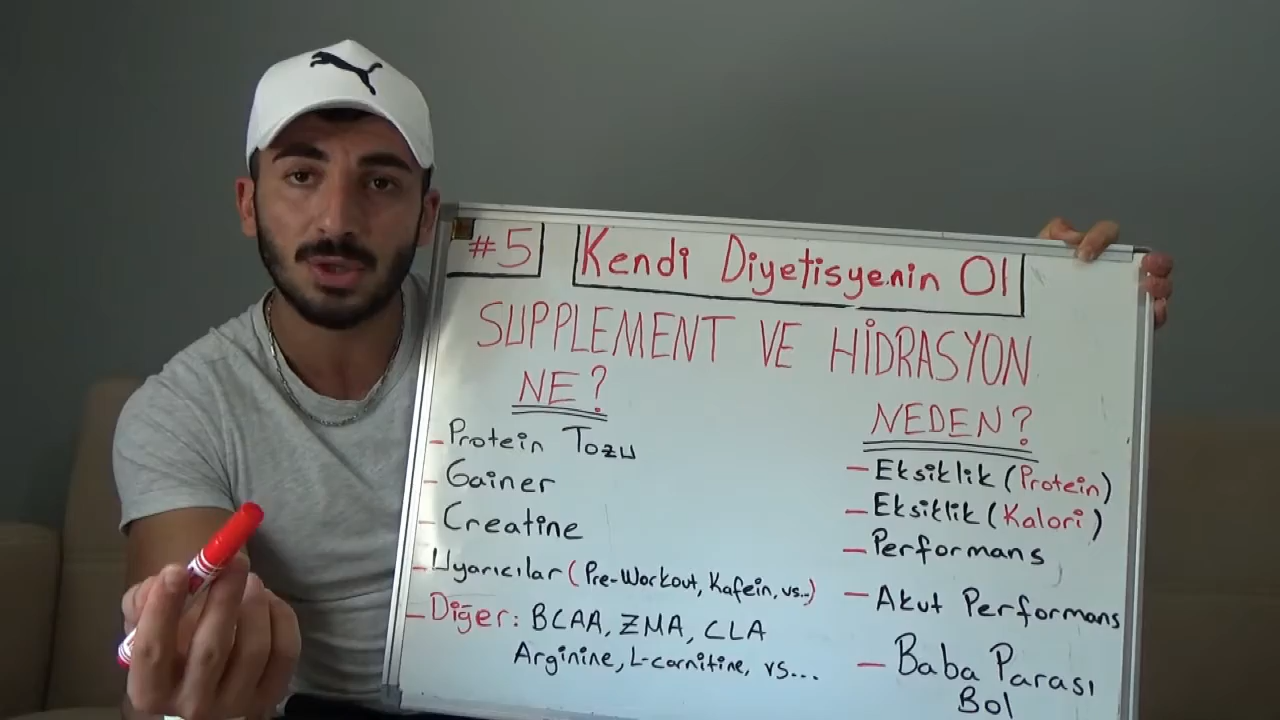 #5
Kendi Diyetisyenin Ol
SUPPLEMENT VE HİDRASYON
NE?
- Protein Tozu
- Gainer
- Creatine
- Uyarıcılar (Pre-Workout, Kafein, vs..)
- Diğer: BCAA, ZMA, CLA
Arginine, L-carnitine, vs...
NEDEN?
- Eksiklik (Protein)
- Eksiklik (Kalori)
- Performans
- Akut Performans
- Baba Parası
Bol